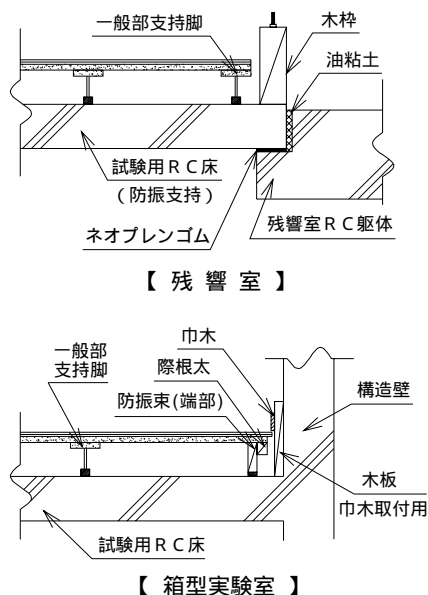 一般部支持脚
木枠
油粘土
試験用RC床
(防振支持)
ネオプレンゴム
残響室RC躯体
【 残 響 室 】
巾木
際根太
一般部
支持脚
防振束(端部)
構造壁
木板
巾木取付用
試験用RC床
【 箱型実験室 】